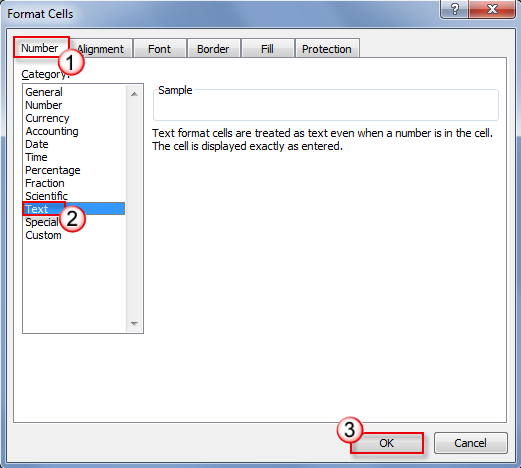 Format Cells
?
Number
Alignment
Font
Border
Fill
Protection
1
Category:
General
Number
Currency
Accounting
Date
Time
Percentage
Fraction
Scientific
Text
2
Special
Custom
Sample
Text format cells are treated as text even when a number is in the cell.
The cell is displayed exactly as entered.
3
OK
Cancel